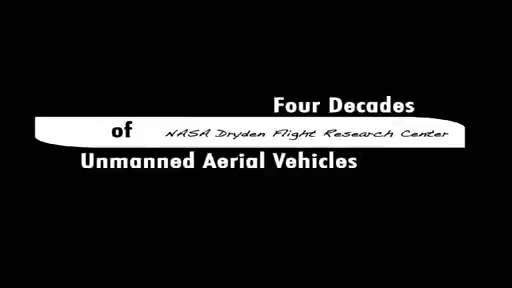 Four Decades
of NASA Dryden Flight Research Center
Unmanned Aerial Vehicles